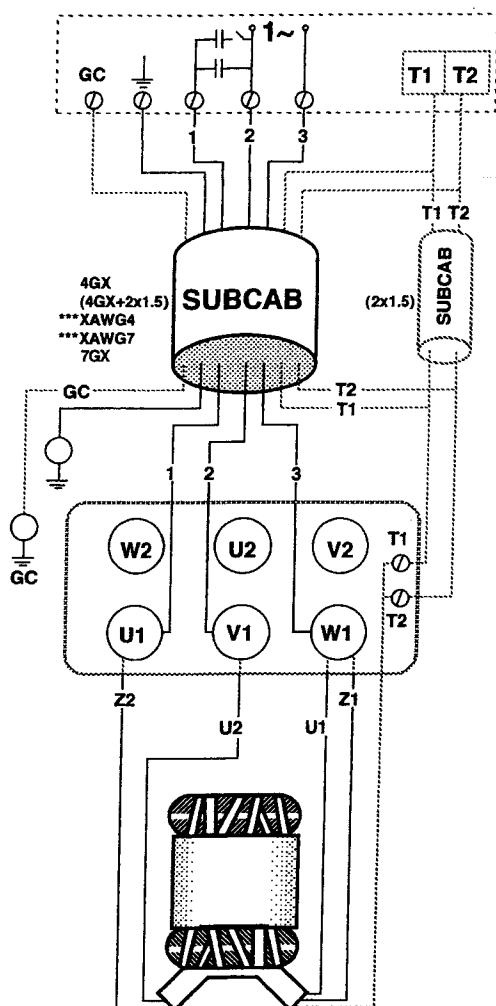 1~
GC
T1 T2
1 2 3
T1 T2
4GX
(4GX+2x1.5)
***XAWG4
***XAWG7
7GX
SUBCAB
(2x1.5)
SUBCAB
GC
T2
T1
1 2 3
GC
W2 U2 V2
T1
U1 V1 W1
T2
Z2 U2 U1 Z1